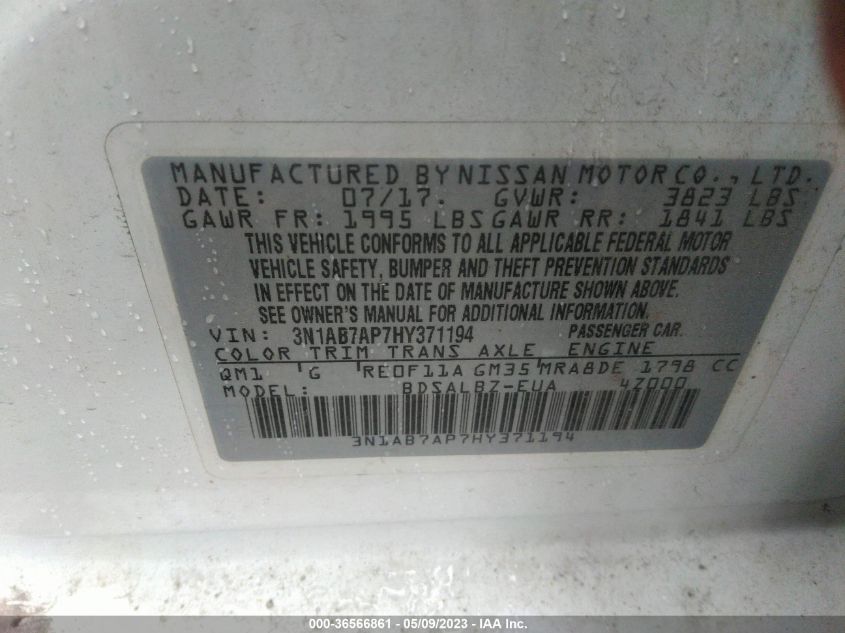 MANUFACTURED BY NISSAN MOTOR CO., LTD.
DATE: 07/17. GVWR: 3823 LBS
GAWR FR: 1995 LBS GAWR RR: 1841 LBS
THIS VEHICLE CONFORMS TO ALL APPLICABLE FEDERAL MOTOR
VEHICLE SAFETY, BUMPER AND THEFT PREVENTION STANDARDS
IN EFFECT ON THE DATE OF MANUFACTURE SHOWN ABOVE.
SEE OWNER'S MANUAL FOR ADDITIONAL INFORMATION.
VIN: 3N1AB7AP7HY371194 PASSENGER CAR.
COLOR TRIM TRANS AXLE ENGINE
QM1 G RE0F11A GM35 MRA8DE 1798 CC
MODEL: BDSALBZ-EUA 4Z000
3N1AB7AP7HY371194
000-36566861 - 05/09/2023 - IAA Inc.